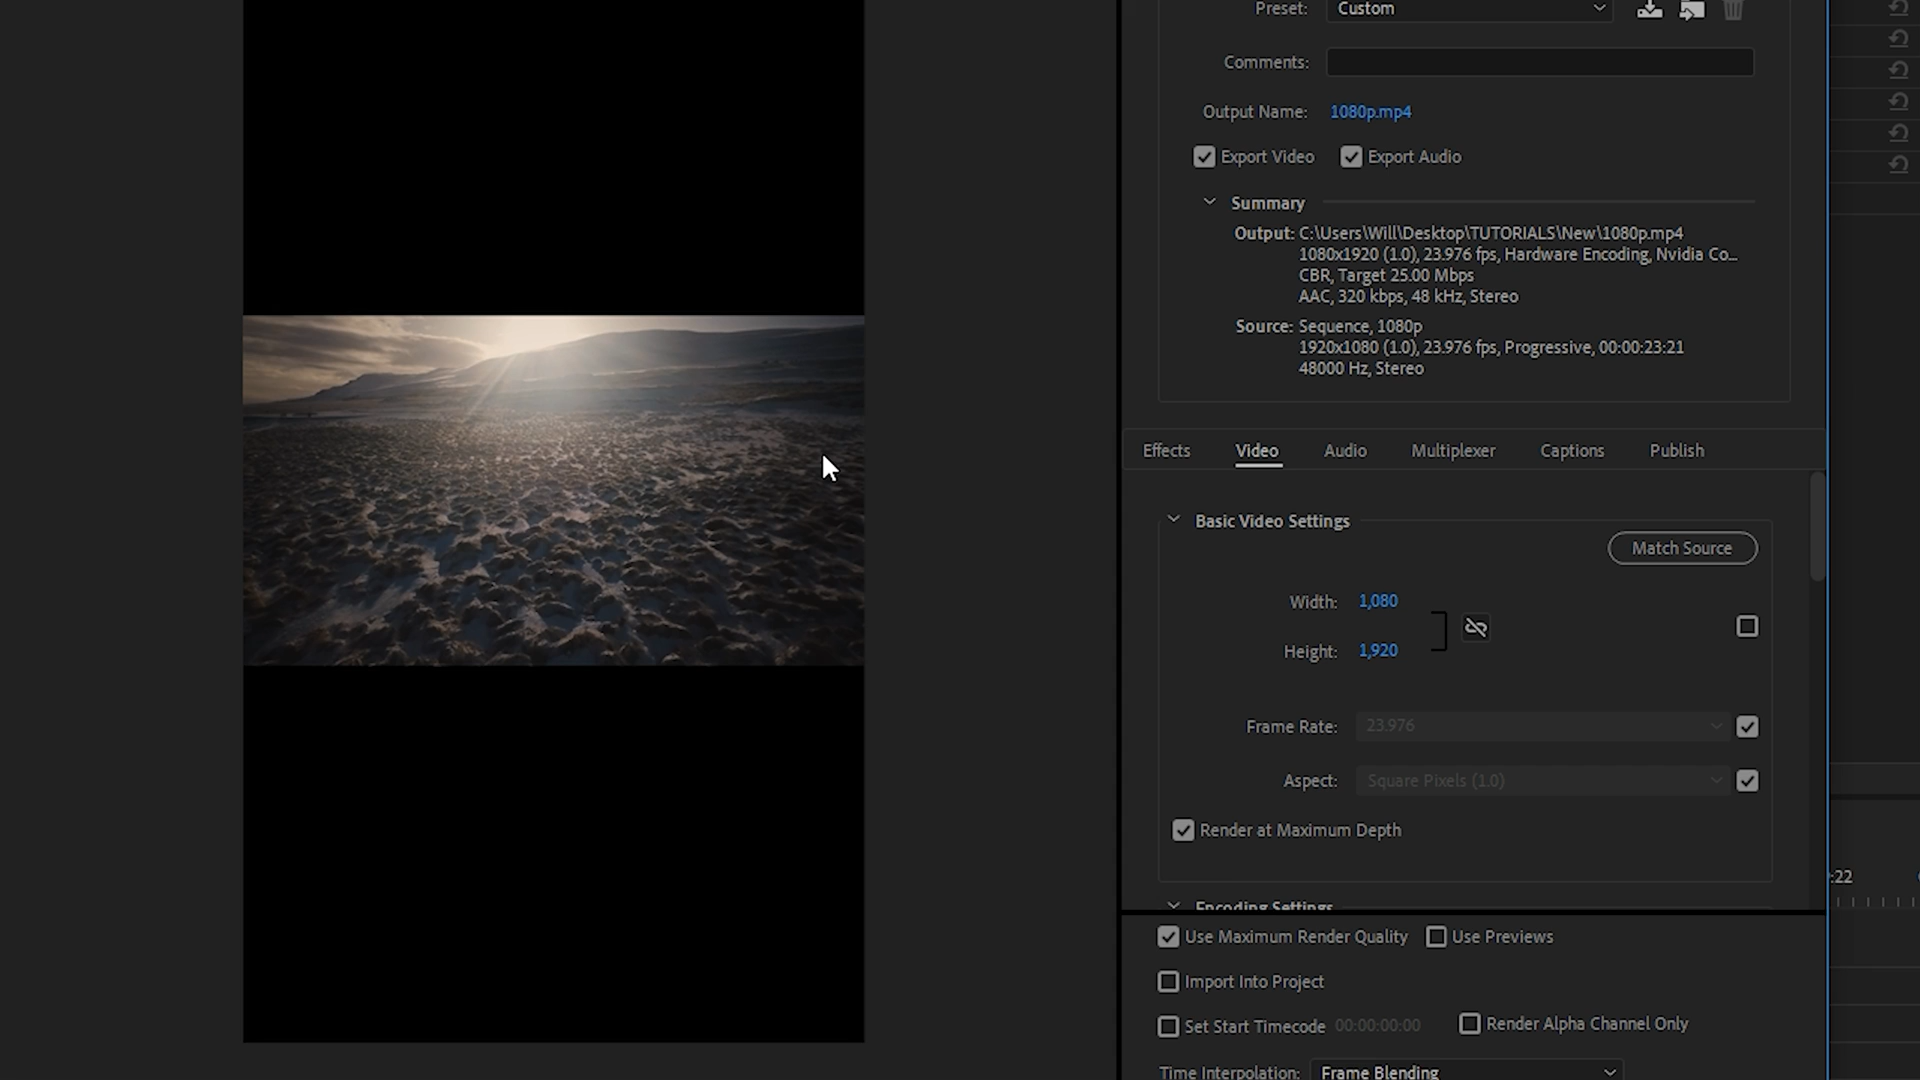 Preset: Custom
Comments:
Output Name: 1080p.mp4
Export Video Export Audio
Summary
Output: C:\Users\Will\Desktop\TUTORIALS\New\1080p.mp4
1080x1920 (1.0), 23.976 fps, Hardware Encoding, Nvidia Co...
CBR, Target 25.00 Mbps
AAC, 320 kbps, 48 kHz, Stereo
Source: Sequence, 1080p
1920x1080 (1.0), 23.976 fps, Progressive, 00:00:23:21
48000 Hz, Stereo
Effects Video Audio Multiplexer Captions Publish
Basic Video Settings
Match Source
Width: 1,080
Height: 1,920
Frame Rate: 23.976
Aspect: Square Pixels (1.0)
Render at Maximum Depth
:22
Encoding Settings
Use Maximum Render Quality Use Previews
Import Into Project
Set Start Timecode 00:00:00:00 Render Alpha Channel Only
Time Interpolation: Frame Blending